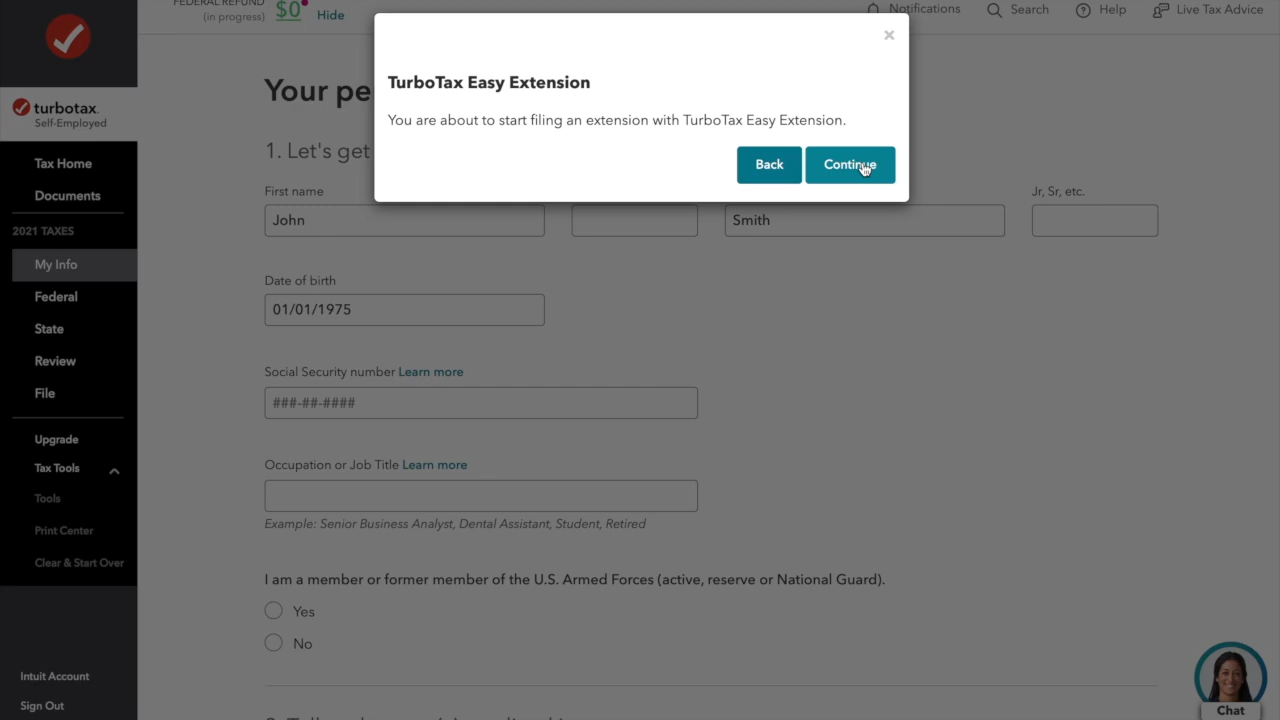 FEDERAL REFUND
(in progress)
$0
Hide
Notifications
Search
Help
Live Tax Advice
turbotax
Self-Employed
Tax Home
Documents
2021 TAXES
My Info
Federal
State
Review
File
Upgrade
Tax Tools
Tools
Print Center
Clear & Start Over
Intuit Account
Sign Out
×
TurboTax Easy Extension
You are about to start filing an extension with TurboTax Easy Extension.
Back
Continue
Your pe
1. Let's get
First name
Jr, Sr, etc.
John
Smith
Date of birth
01/01/1975
Social Security number Learn more
###-##-####
Occupation or Job Title Learn more
Example: Senior Business Analyst, Dental Assistant, Student, Retired
I am a member or former member of the U.S. Armed Forces (active, reserve or National Guard).
Yes
No
Chat